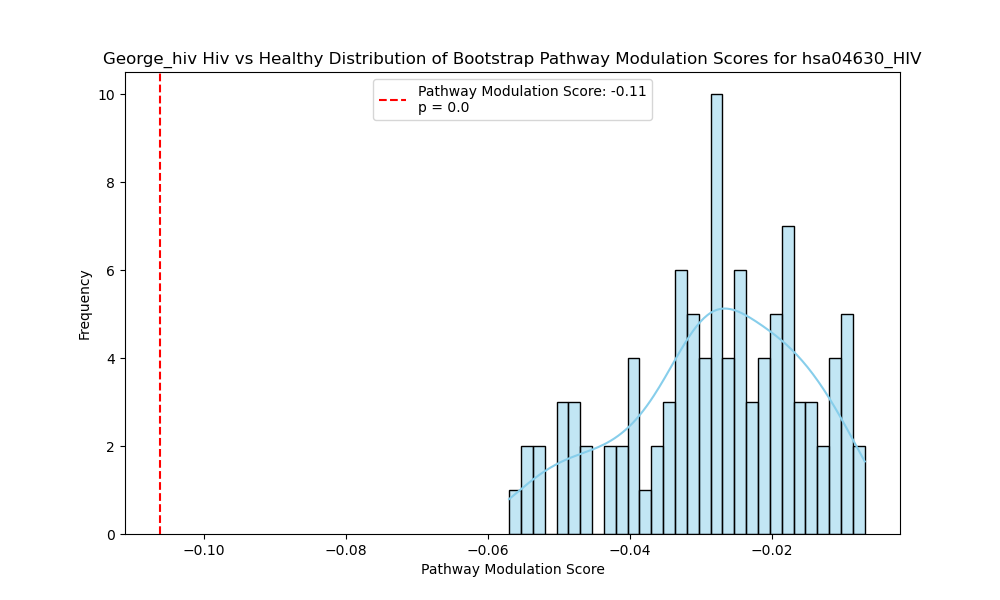 George_hiv Hiv vs Healthy Distribution of Bootstrap Pathway Modulation Scores for hsa04630_HIV
Pathway Modulation Score: -0.11
p = 0.0
10
8
6
4
2
0
Frequency
−0.10
−0.08
−0.06
−0.04
−0.02
Pathway Modulation Score